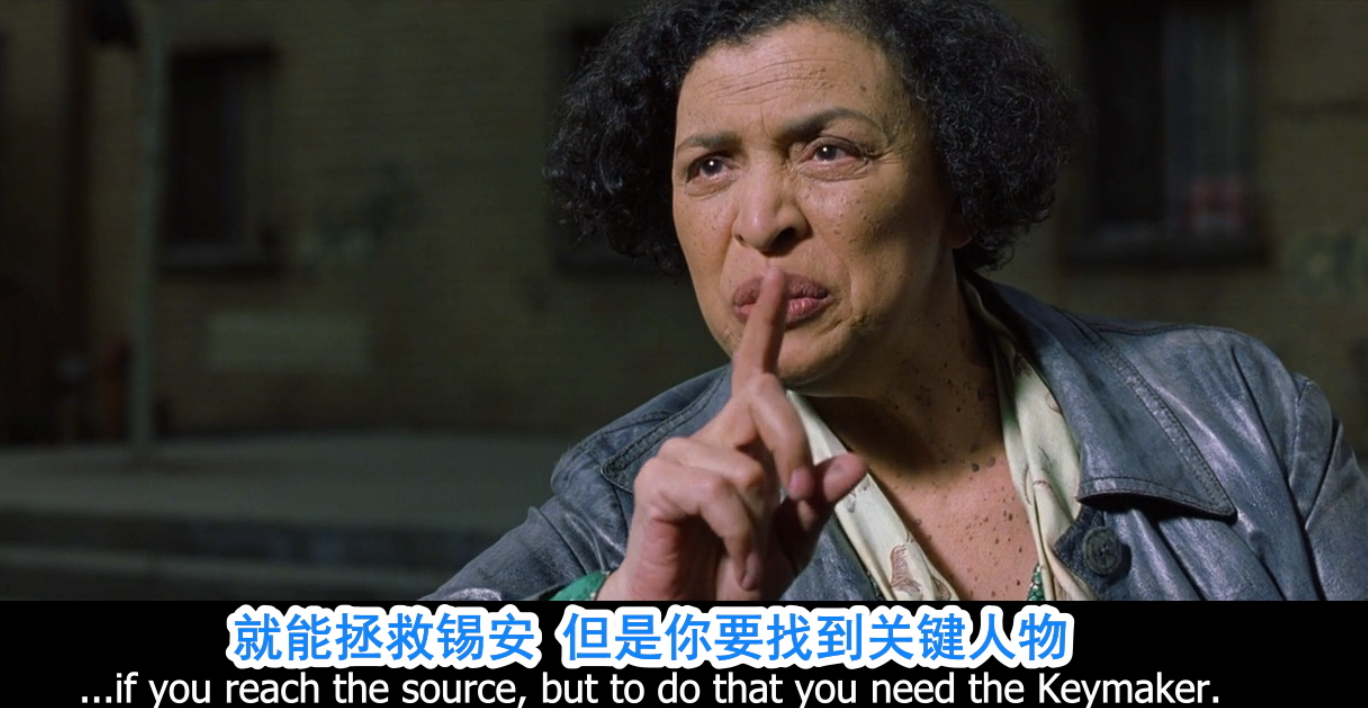 就能拯救锡安 但是你要找到关键人物
...if you reach the source, but to do that you need the Keymaker.